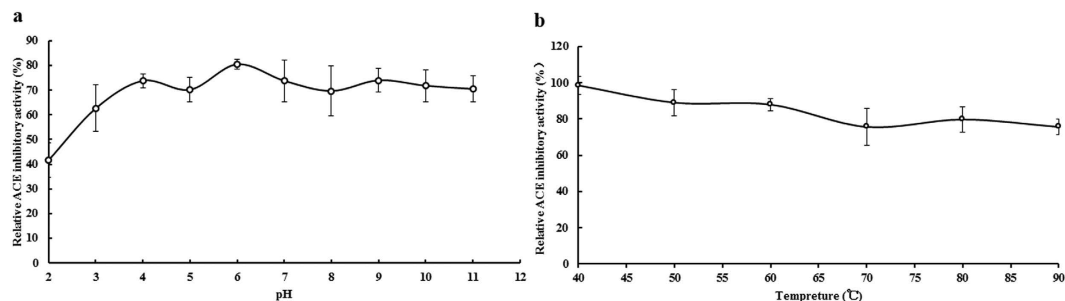 a
Relative ACE inhibitory activity (%)
90
80
70
60
50
40
30
20
10
0
2 3 4 5 6 7 8 9 10 11 12
pH
b
Relative ACE inhibitory activity (%)
120
100
80
60
40
20
0
40 45 50 55 60 65 70 75 80 85 90
Tempreture (℃)